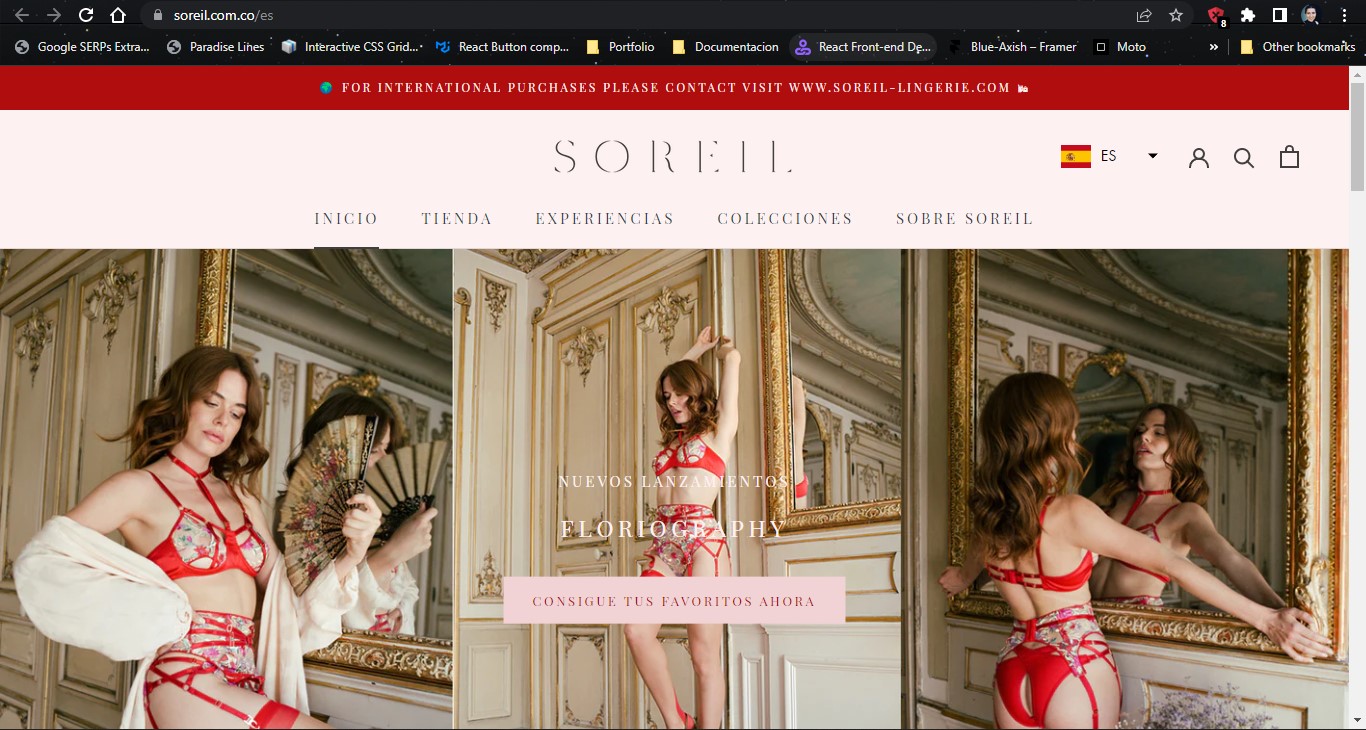 soreil.com.co/es
8
Google SERPs Extra...
Paradise Lihes
Interactive CSS Grid...
React Button comp...
Portfolio
Documentacion
React Front-end De...
Blue-Axish – Framer
Moto
»
Other bookmarks
FOR INTERNATIONAL PURCHASES PLEASE CONTACT VISIT WWW.SOREIL-LINGERIE.COM
SOREIL
ES
INICIO
TIENDA
EXPERIENCIAS
COLECCIONES
SOBRE SOREIL
NUEVOS LANZAMIENTOS
FLORIOGRAPHY
CONSIGUE TUS FAVORITOS AHORA